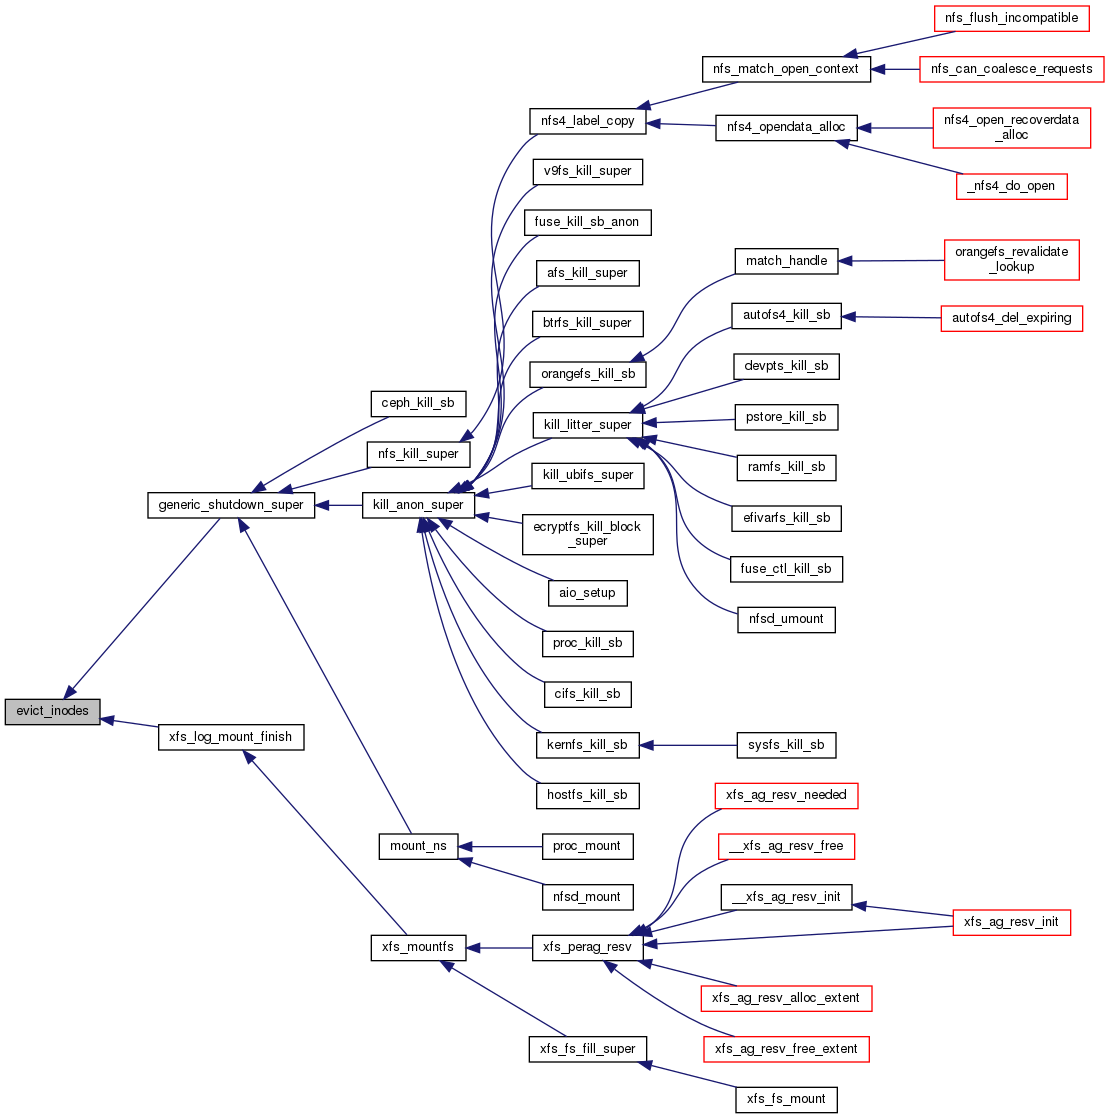 nfs_flush_incompatible
nfs_match_open_context
nfs_can_coalesce_requests
nfs4_label_copy
nfs4_opendata_alloc
nfs4_open_recoverdata
_alloc
v9fs_kill_super
_nfs4_do_open
fuse_kill_sb_anon
afs_kill_super
match_handle
orangefs_revalidate
_lookup
btrfs_kill_super
autofs4_kill_sb
autofs4_del_expiring
orangefs_kill_sb
devpts_kill_sb
ceph_kill_sb
kill_litter_super
pstore_kill_sb
nfs_kill_super
ramfs_kill_sb
kill_ubifs_super
generic_shutdown_super
kill_anon_super
efivarfs_kill_sb
ecryptfs_kill_block
_super
fuse_ctl_kill_sb
aio_setup
nfsd_umount
proc_kill_sb
cifs_kill_sb
evict_inodes
xfs_log_mount_finish
kernfs_kill_sb
sysfs_kill_sb
hostfs_kill_sb
xfs_ag_resv_needed
mount_ns
proc_mount
__xfs_ag_resv_free
nfsd_mount
__xfs_ag_resv_init
xfs_ag_resv_init
xfs_mountfs
xfs_perag_resv
xfs_ag_resv_alloc_extent
xfs_fs_fill_super
xfs_ag_resv_free_extent
xfs_fs_mount